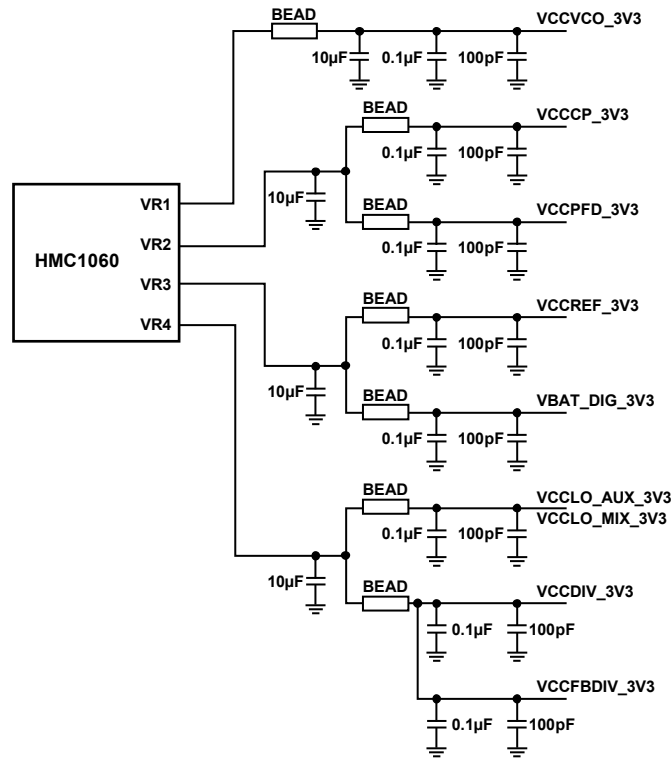 BEAD
VCCVCO_3V3
10µF
0.1µF
100pF
BEAD
VCCCP_3V3
0.1µF
100pF
10µF
BEAD
VCCPFD_3V3
0.1µF
100pF
HMC1060
VR1
VR2
VR3
VR4
BEAD
VCCREF_3V3
0.1µF
100pF
10µF
BEAD
VBAT_DIG_3V3
0.1µF
100pF
BEAD
VCCLO_AUX_3V3
VCCLO_MIX_3V3
0.1µF
100pF
10µF
BEAD
VCCDIV_3V3
0.1µF
100pF
VCCFBDIV_3V3
0.1µF
100pF